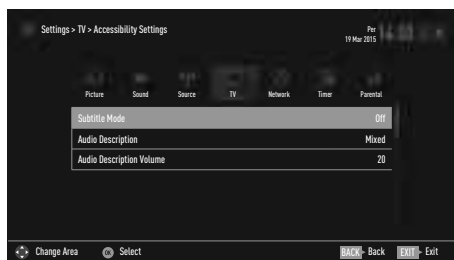 Settings > TV > Accessibility Settings
Per
19 Mar 2015
Picture Sound Source TV Network Timer Parental
Subtitle Mode Off
Audio Description Mixed
Audio Description Volume 20
Change Area OK Select BACK Back EXIT Exit